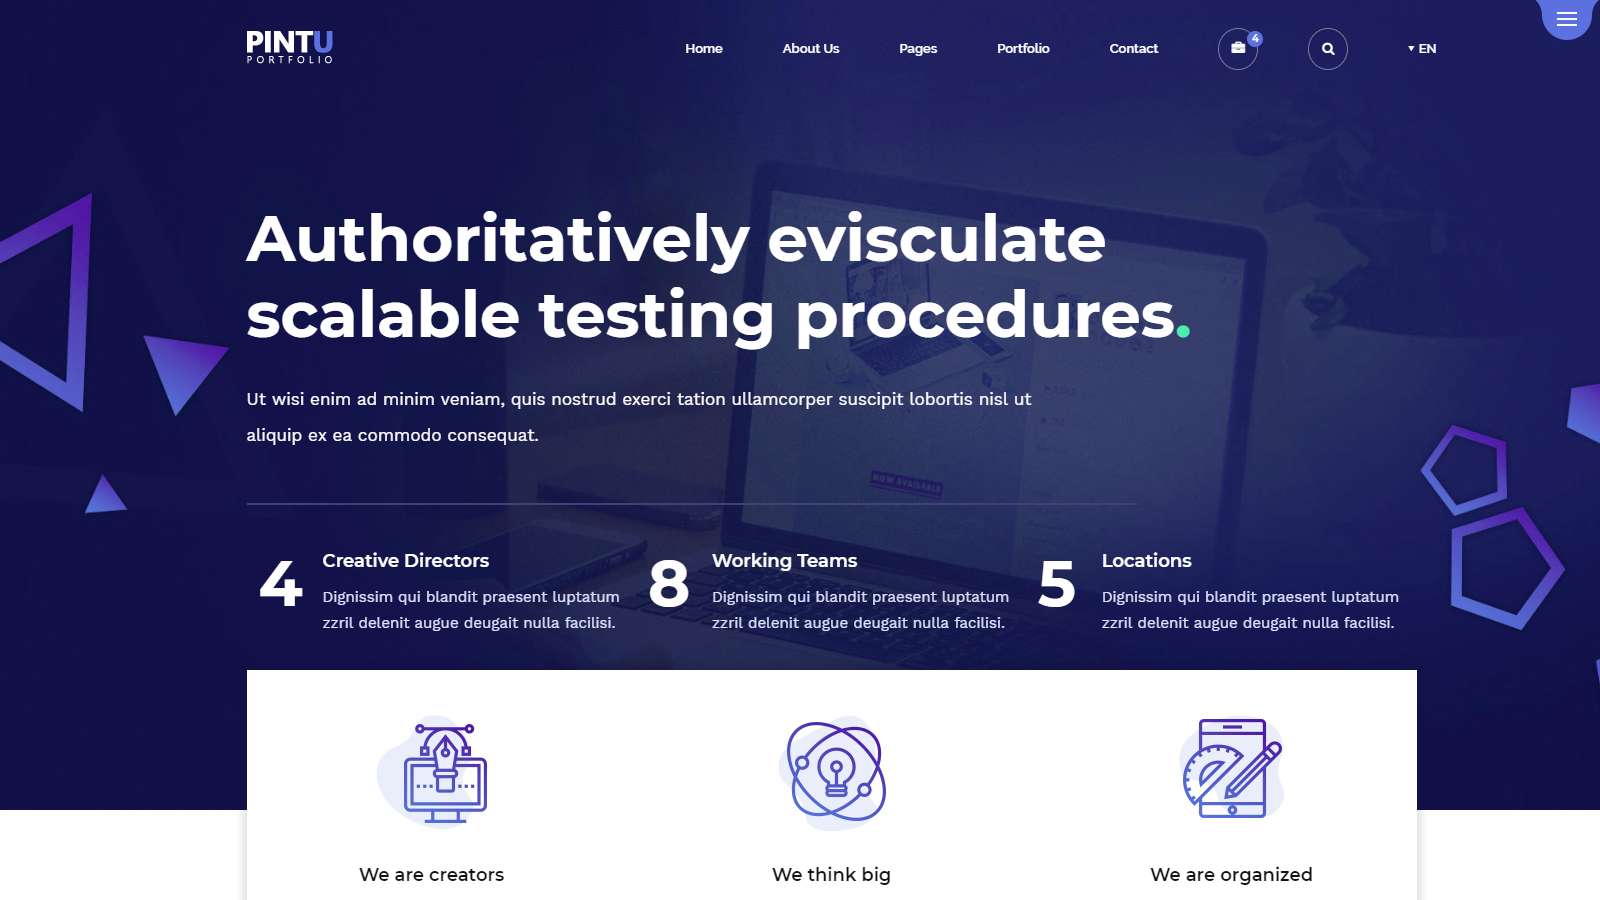 PINTU
PORTFOLIO
Home
About Us
Pages
Portfolio
Contact
4
EN
Authoritatively evisculate
scalable testing procedures.
Ut wisi enim ad minim veniam, quis nostrud exerci tation ullamcorper suscipit lobortis nisl ut
aliquip ex ea commodo consequat.
NOW AVAILABLE
4
Creative Directors
Dignissim qui blandit praesent luptatum
zzril delenit augue deugait nulla facilisi.
8
Working Teams
Dignissim qui blandit praesent luptatum
zzril delenit augue deugait nulla facilisi.
5
Locations
Dignissim qui blandit praesent luptatum
zzril delenit augue deugait nulla facilisi.
We are creators
We think big
We are organized